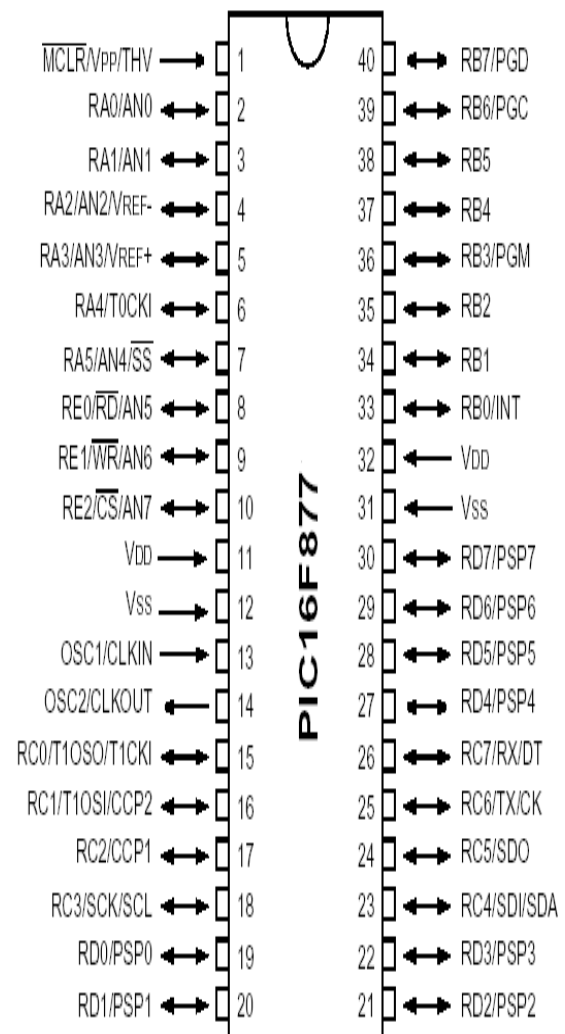 MCLR/VPP/THV 1 40 RB7/PGD
RA0/AN0 2 39 RB6/PGC
RA1/AN1 3 38 RB5
RA2/AN2/VREF- 4 37 RB4
RA3/AN3/VREF+ 5 36 RB3/PGM
RA4/T0CKI 6 35 RB2
RA5/AN4/SS 7 34 RB1
RE0/RD/AN5 8 33 RB0/INT
RE1/WR/AN6 9 32 VDD
RE2/CS/AN7 10 31 VSS
VDD 11 30 RD7/PSP7
VSS 12 29 RD6/PSP6
OSC1/CLKIN 13 28 RD5/PSP5
OSC2/CLKOUT 14 27 RD4/PSP4
RC0/T1OSO/T1CKI 15 26 RC7/RX/DT
RC1/T1OSI/CCP2 16 25 RC6/TX/CK
RC2/CCP1 17 24 RC5/SDO
RC3/SCK/SCL 18 23 RC4/SDI/SDA
RD0/PSP0 19 22 RD3/PSP3
RD1/PSP1 20 21 RD2/PSP2
PIC16F877